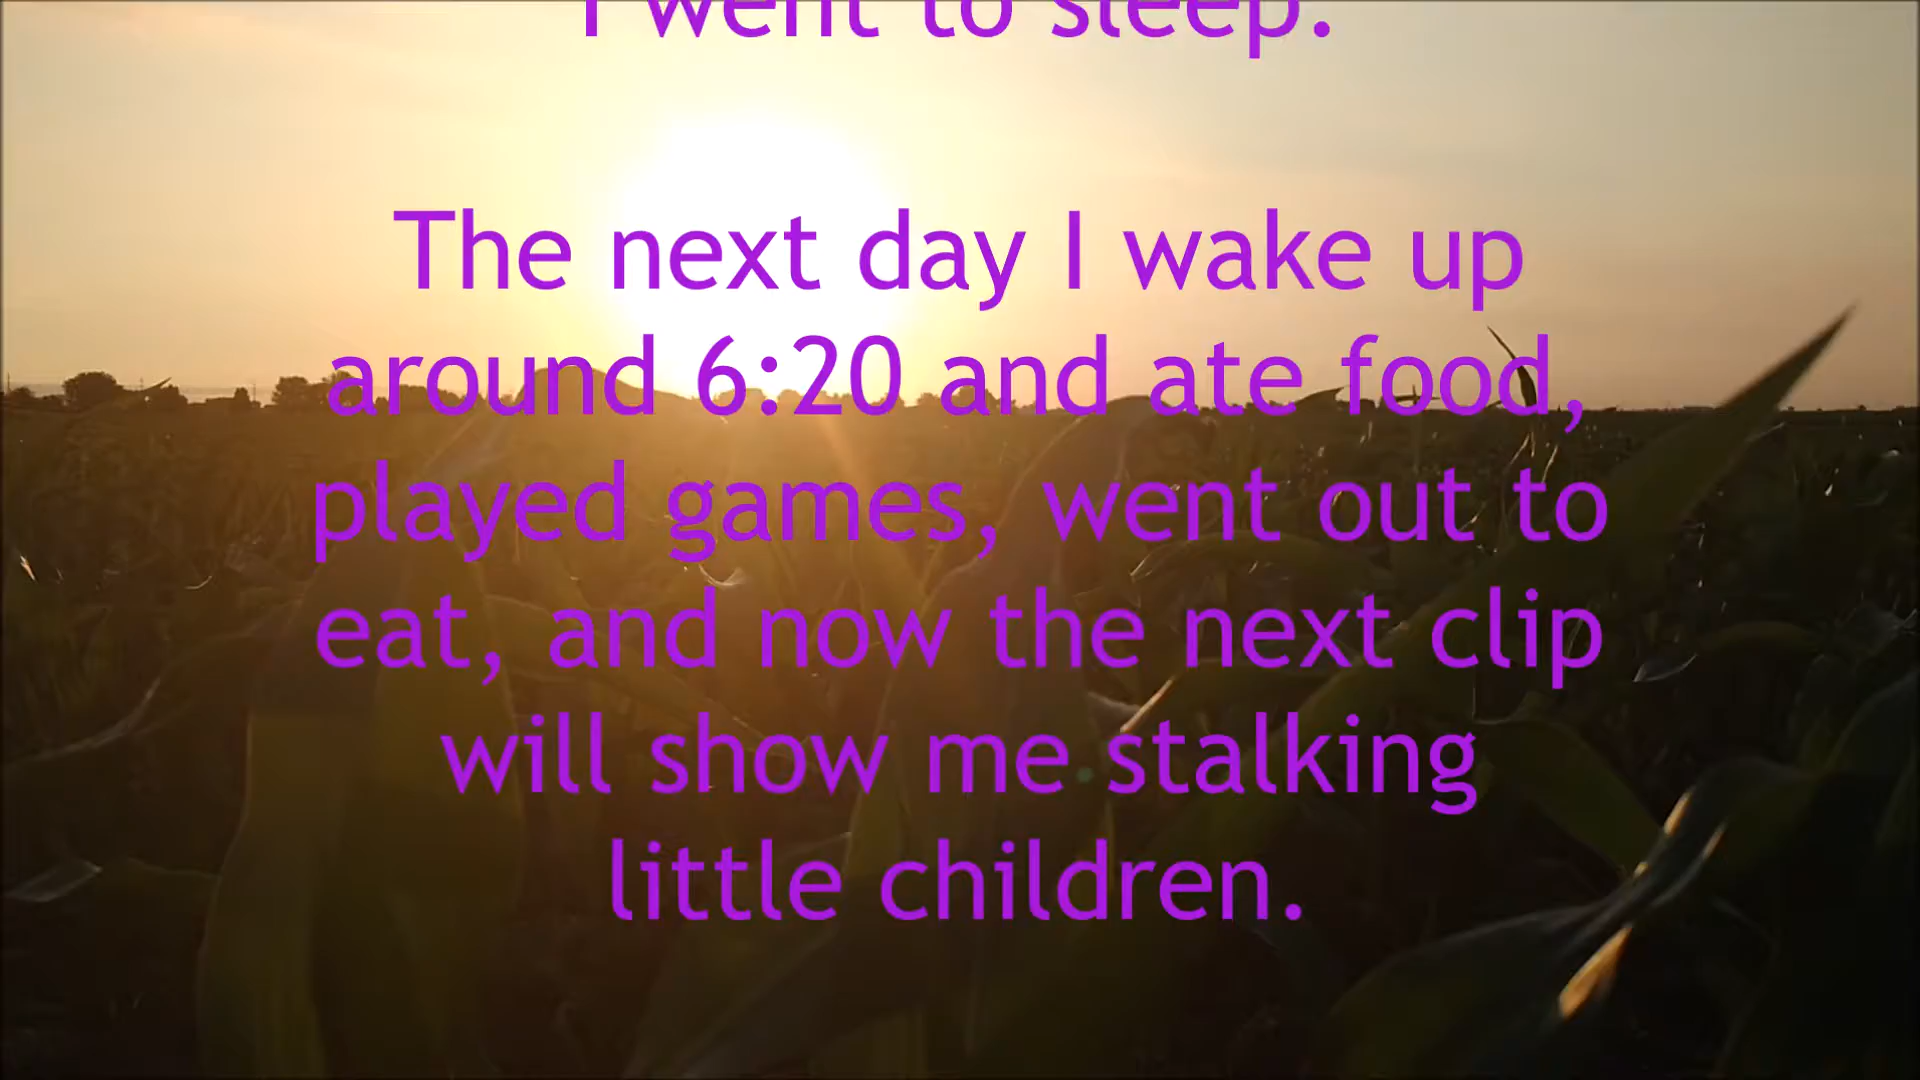 I went to sleep.
The next day I wake up
around 6:20 and ate food,
played games, went out to
eat, and now the next clip
will show me stalking
little children.